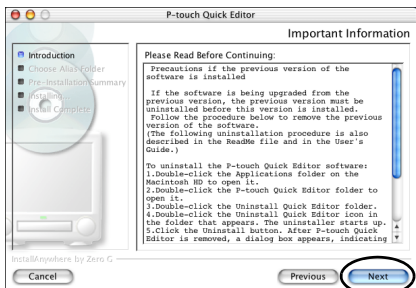 P-touch Quick Editor
Important Information
Introduction
Choose Alias Folder
Pre-Installation Summary
Installing...
Install Complete
Please Read Before Continuing:
Precautions if the previous version of the
software is installed
If the software is being upgraded from the
previous version, the previous version must be
uninstalled before this version is installed.
Follow the procedure below to remove the previous
version of the software.
(The following uninstallation procedure is also
described in the ReadMe file and in the User's
Guide.)
To uninstall the P-touch Quick Editor software:
1.Double-click the Applications folder on the
Macintosh HD to open it.
2.Double-click the P-touch Quick Editor folder to
open it.
3.Double-click the Uninstall Quick Editor folder.
4.Double-click the Uninstall Quick Editor icon in
the folder that appears. The uninstaller starts up.
5.Click the Uninstall button. After P-touch Quick
Editor is removed, a dialog box appears, indicating
InstallAnywhere by Zero G
Cancel
Previous
Next